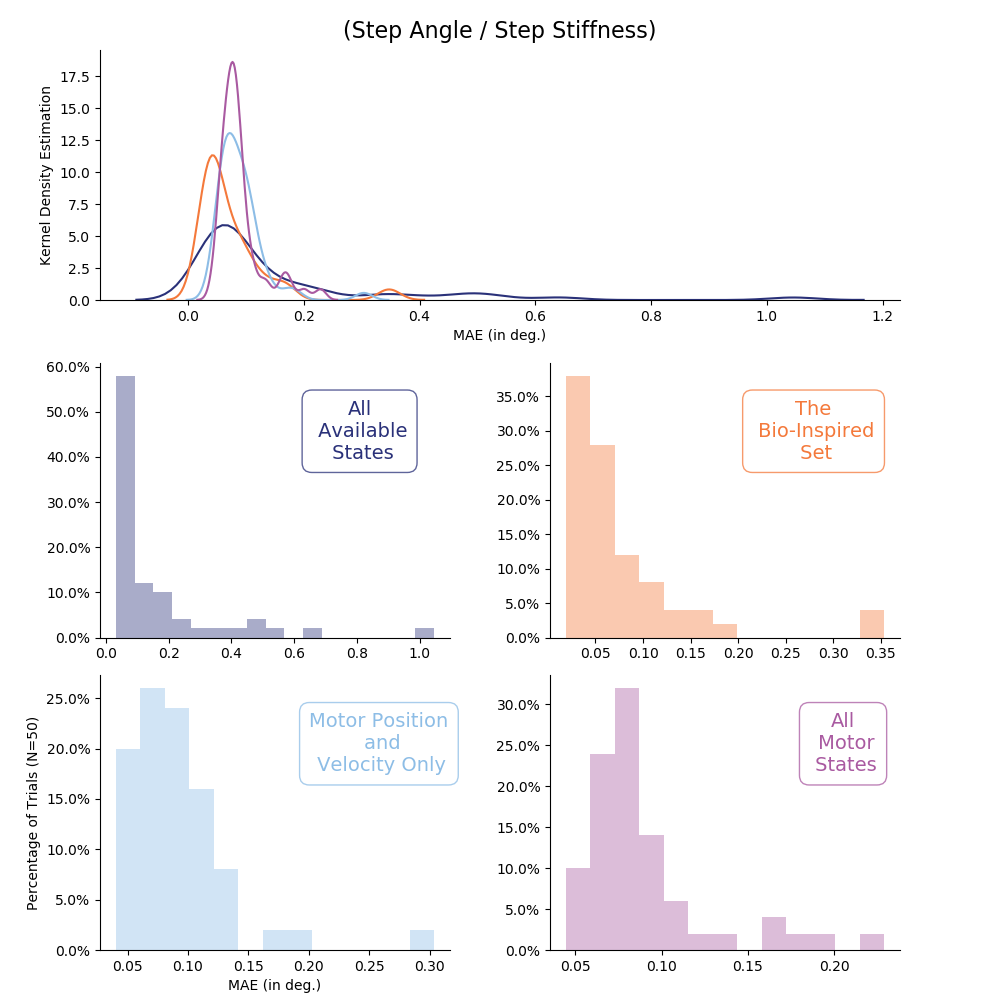 (Step Angle / Step Stiffness)
Kernel Density Estimation
17.5
15.0
12.5
10.0
7.5
5.0
2.5
0.0
0.0 0.2 0.4 0.6 0.8 1.0 1.2
MAE (in deg.)
60.0%
50.0%
40.0%
30.0%
20.0%
10.0%
0.0%
All
Available
States
0.0 0.2 0.4 0.6 0.8 1.0
35.0%
30.0%
25.0%
20.0%
15.0%
10.0%
5.0%
0.0%
The
Bio-Inspired
Set
0.05 0.10 0.15 0.20 0.25 0.30 0.35
Percentage of Trials (N=50)
25.0%
20.0%
15.0%
10.0%
5.0%
0.0%
Motor Position
and
Velocity Only
0.05 0.10 0.15 0.20 0.25 0.30
MAE (in deg.)
30.0%
25.0%
20.0%
15.0%
10.0%
5.0%
0.0%
All
Motor
States
0.05 0.10 0.15 0.20